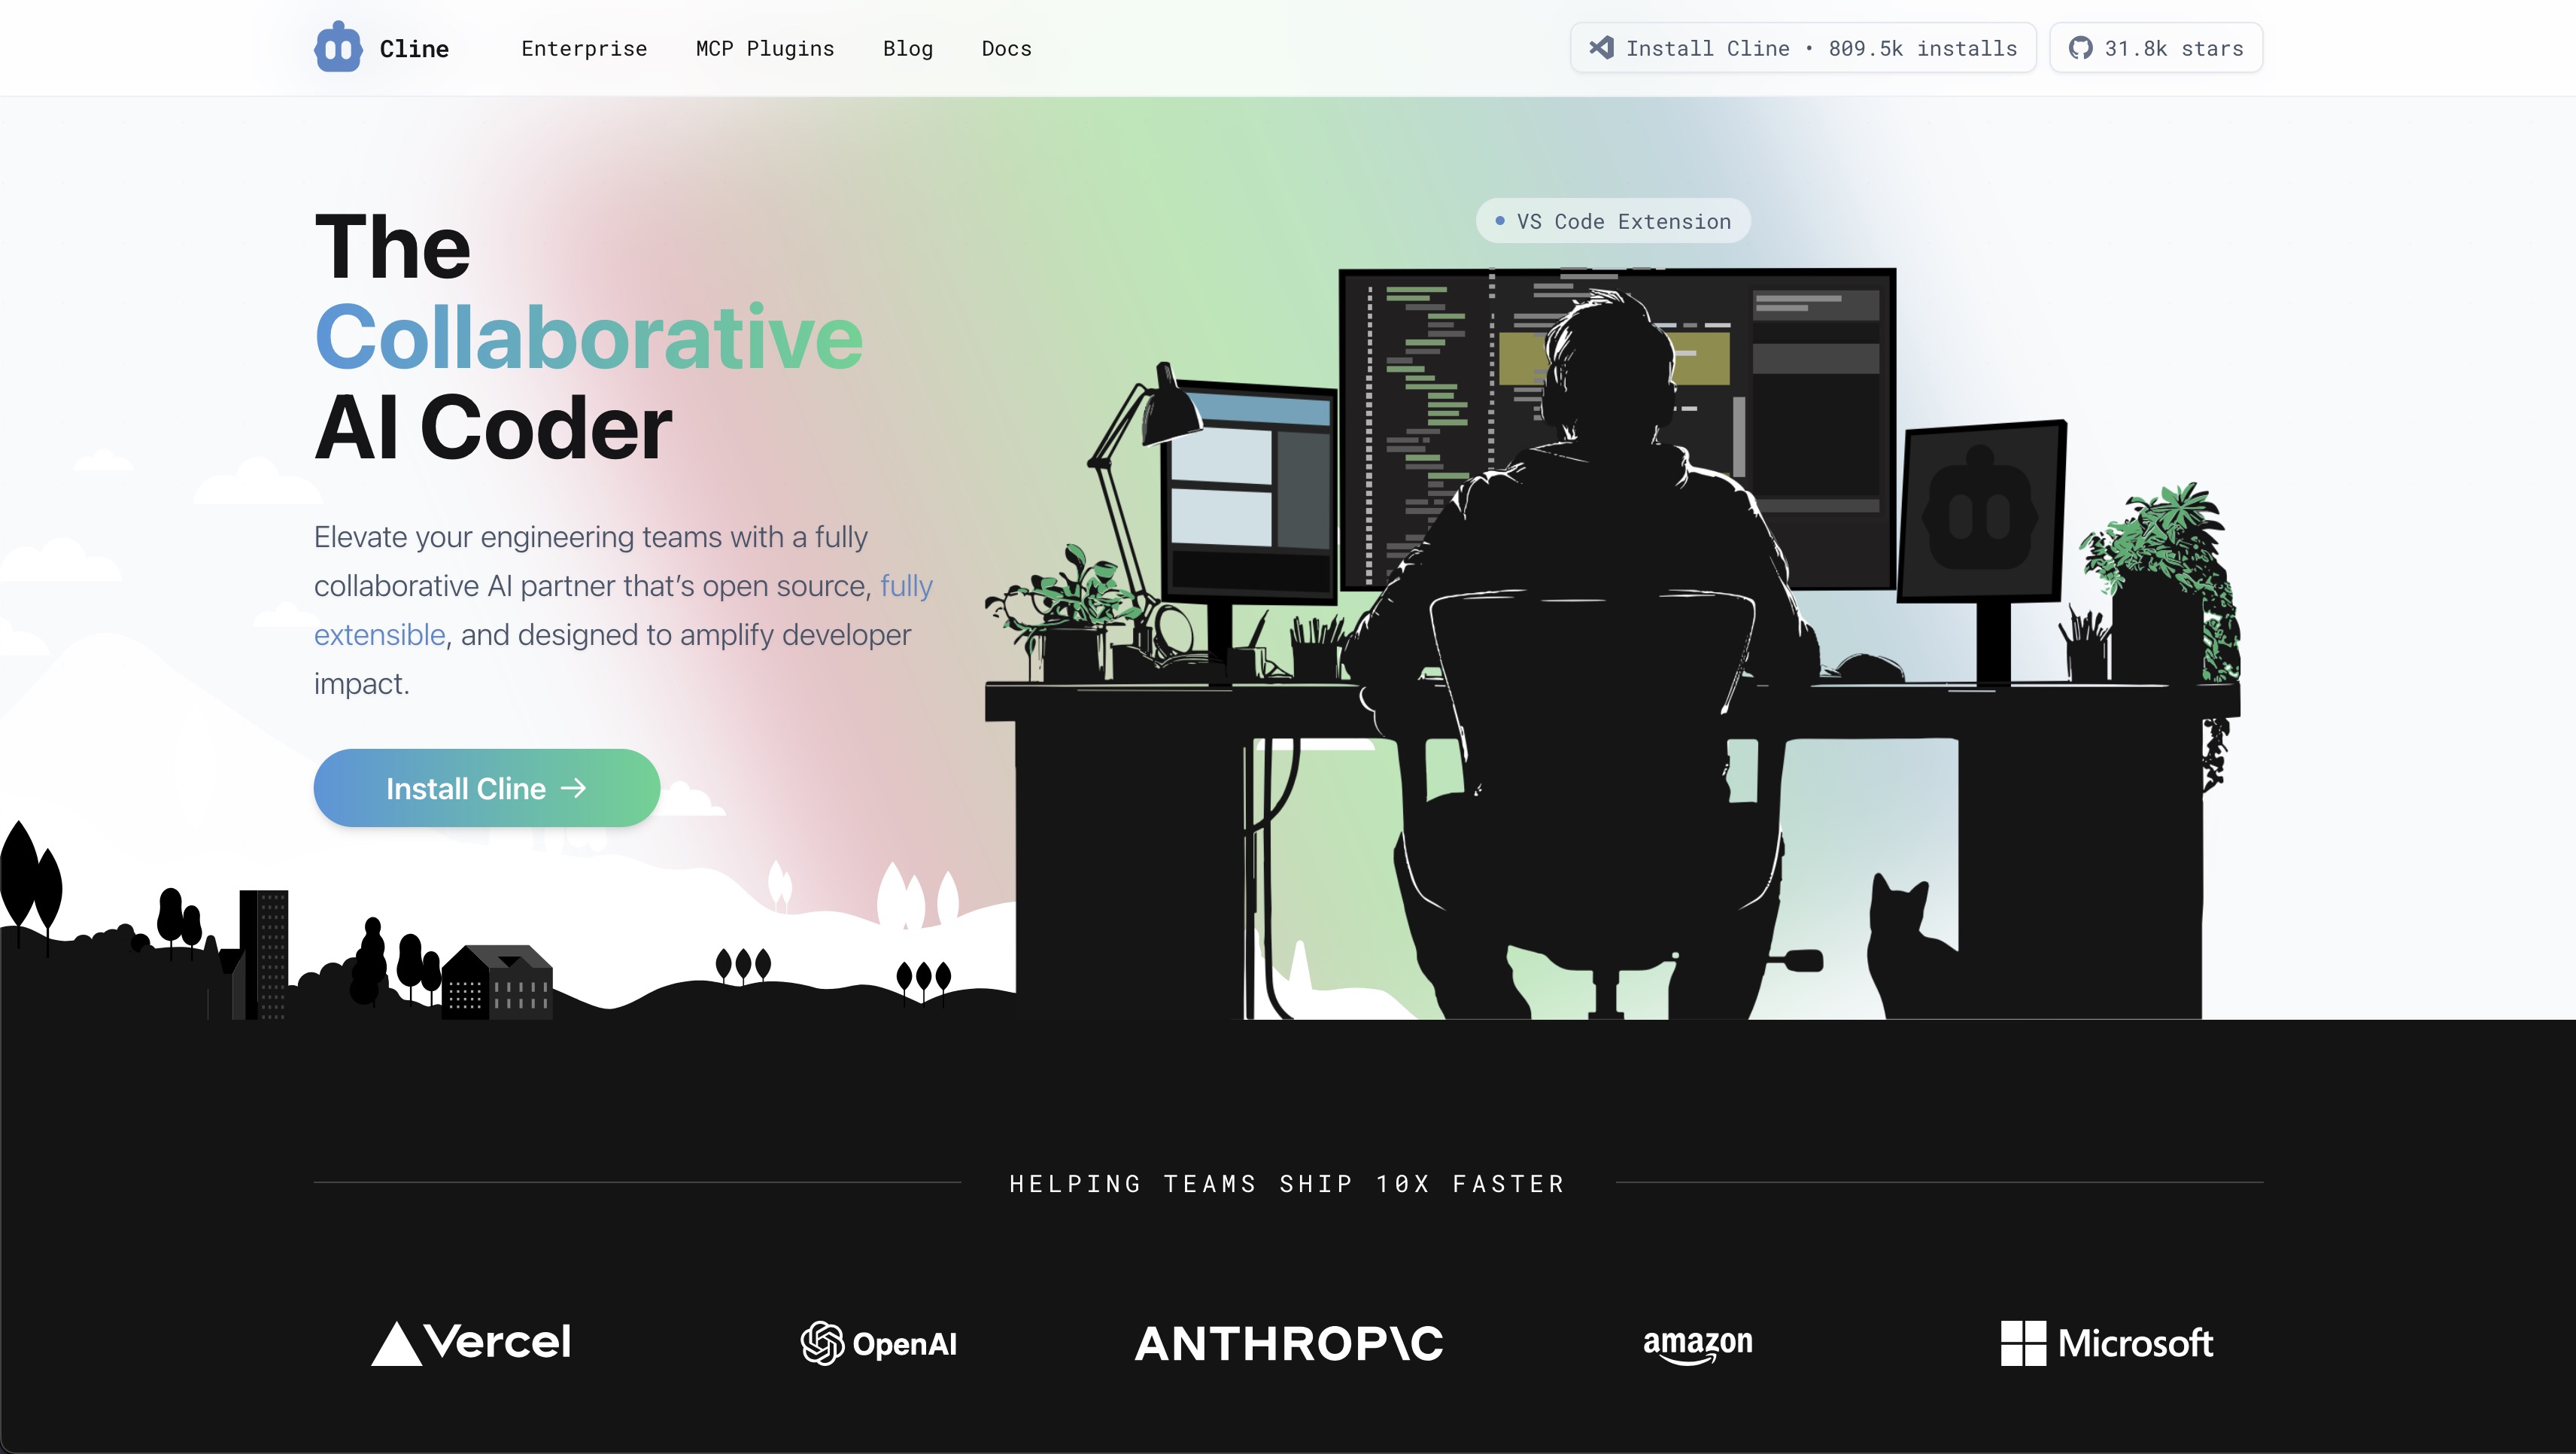 Cline
Enterprise
MCP Plugins
Blog
Docs
Install Cline • 809.5k installs
31.8k stars
The
Collaborative
AI Coder
Elevate your engineering teams with a fully
collaborative AI partner that’s open source, fully
extensible, and designed to amplify developer
impact.
Install Cline →
VS Code Extension
HELPING TEAMS SHIP 10X FASTER
Vercel
OpenAI
ANTHROP\C
amazon
Microsoft